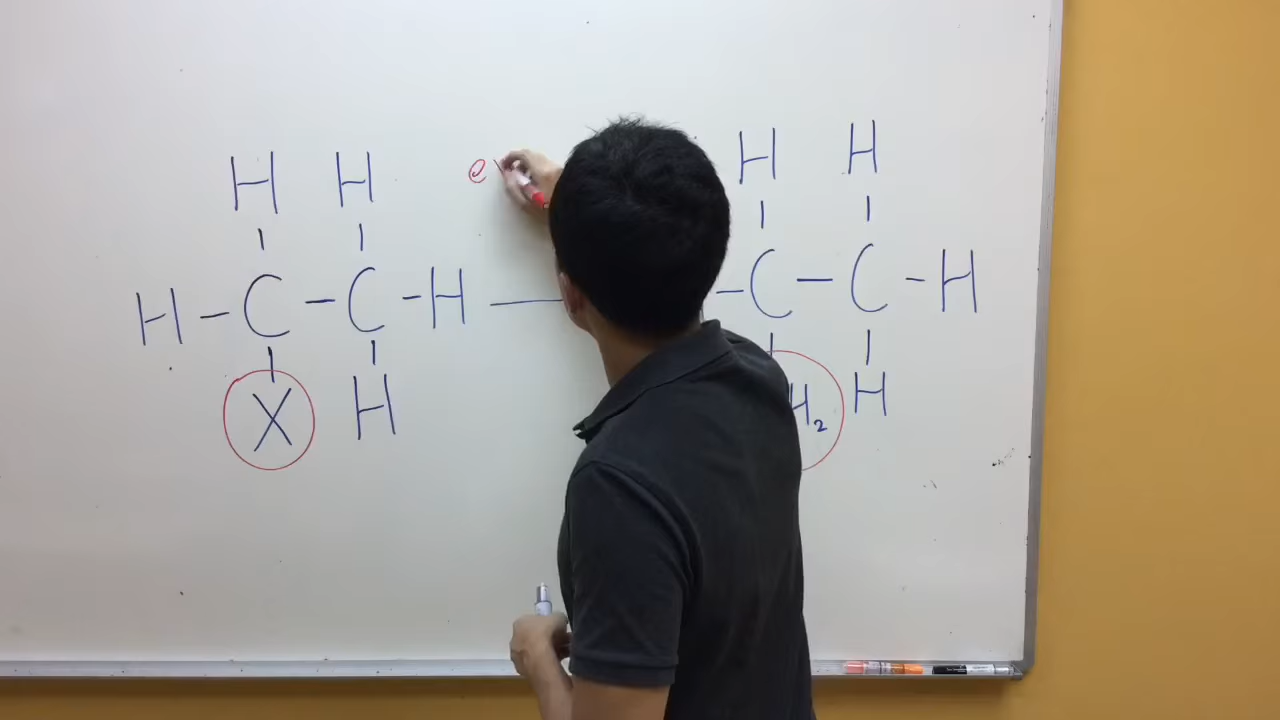 H H e H H
H - C - C - H — - C - C - H
X H H₂ H